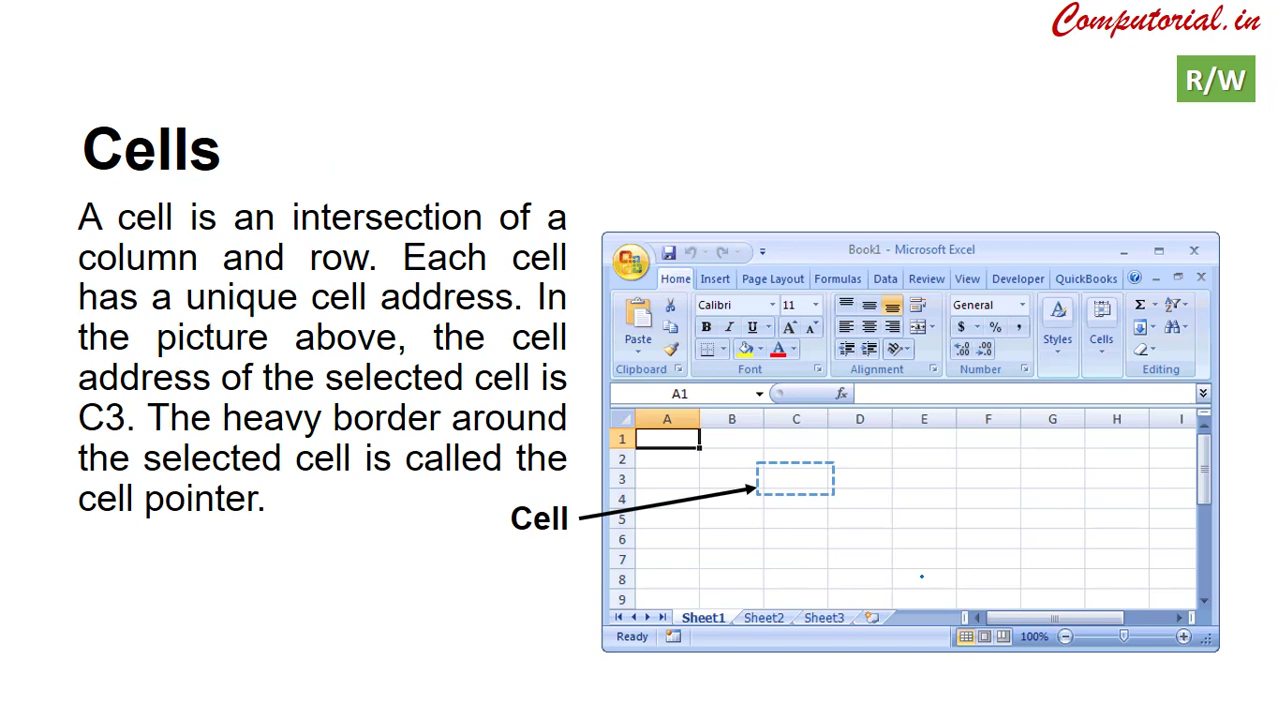 Computorial.in
R/W
Cells
A cell is an intersection of a
column and row. Each cell
has a unique cell address. In
the picture above, the cell
address of the selected cell is
C3. The heavy border around
the selected cell is called the
cell pointer.
Cell
Book1 - Microsoft Excel
Home Insert Page Layout Formulas Data Review View Developer QuickBooks
Calibri 11 General
B I U A A $ % ,
Paste Styles Cells
Clipboard Font Alignment Number Editing
A1 fx
A B C D E F G H I
1
2
3
4
5
6
7
8
9
Sheet1 Sheet2 Sheet3
Ready 100%